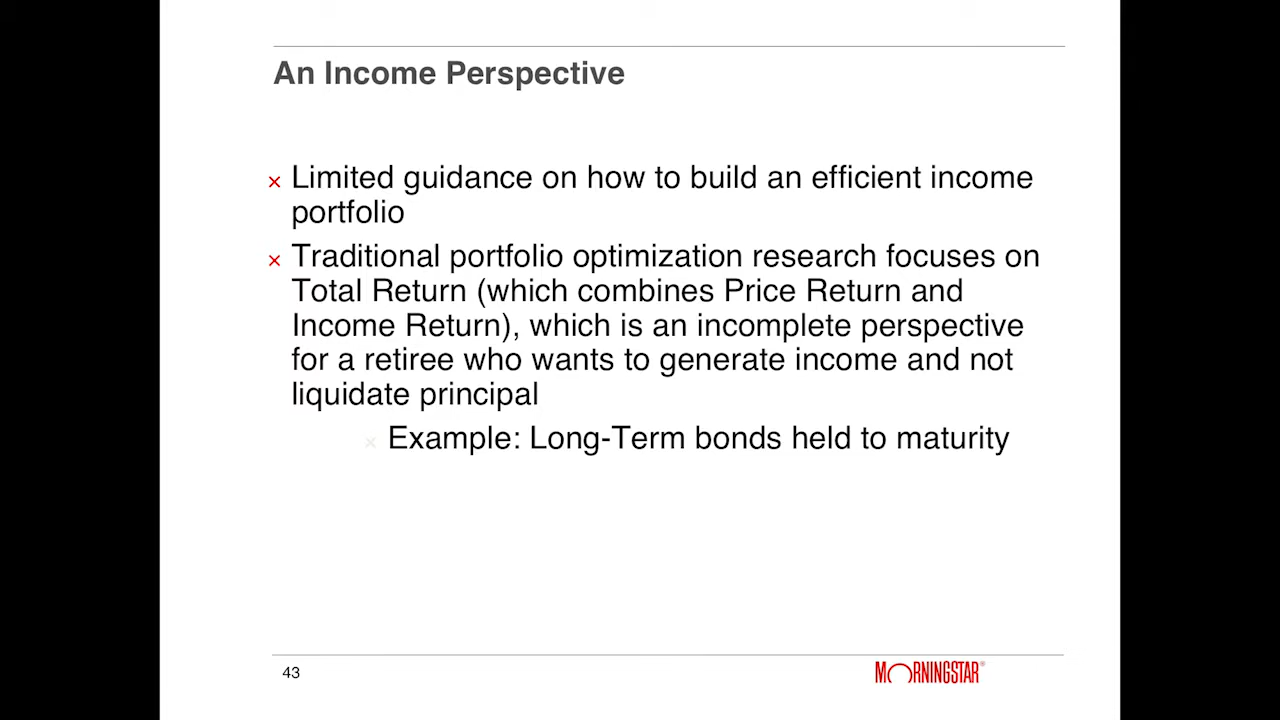 An Income Perspective
× Limited guidance on how to build an efficient income
portfolio
× Traditional portfolio optimization research focuses on
Total Return (which combines Price Return and
Income Return), which is an incomplete perspective
for a retiree who wants to generate income and not
liquidate principal
× Example: Long-Term bonds held to maturity
43
MORNINGSTAR®